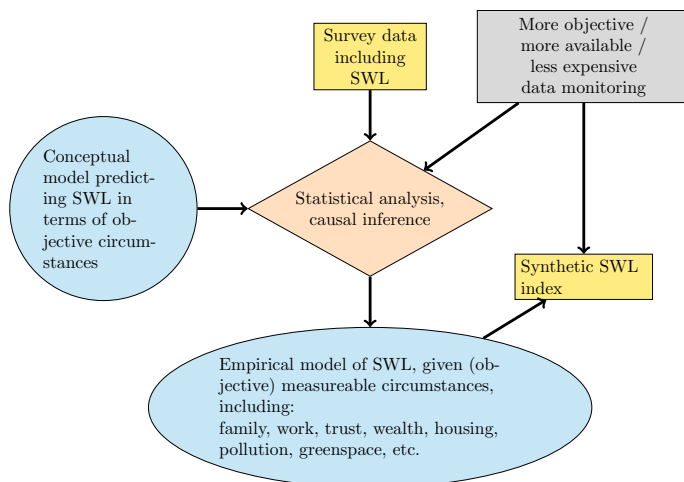 Survey data
including
SWL
More objective /
more available /
less expensive
data monitoring
Conceptual
model predict-
ing SWL in
terms of ob-
jective circum-
stances
Statistical analysis,
causal inference
Synthetic SWL
index
Empirical model of SWL, given (ob-
jective) measureable circumstances,
including:
family, work, trust, wealth, housing,
pollution, greenspace, etc.